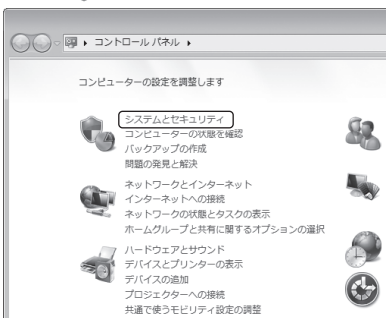 コントロール パネル
コンピューターの設定を調整します
システムとセキュリティ
コンピューターの状態を確認
バックアップの作成
問題の発見と解決
ネットワークとインターネット
インターネットへの接続
ネットワークの状態とタスクの表示
ホームグループと共有に関するオプションの選択
ハードウェアとサウンド
デバイスとプリンターの表示
デバイスの追加
プロジェクターへの接続
共通で使うモビリティ設定の調整